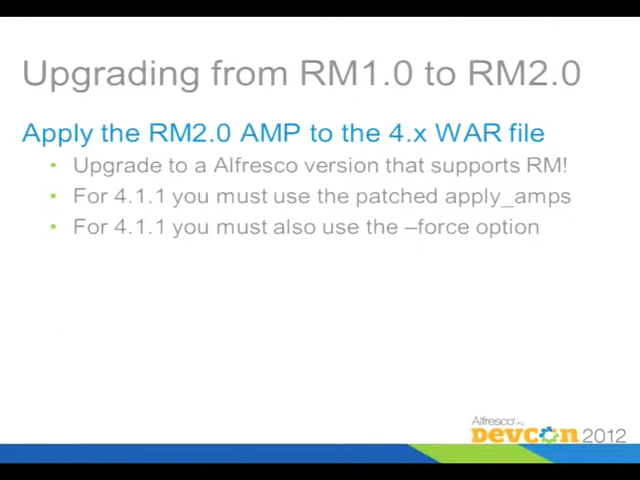 Upgrading from RM1.0 to RM2.0
Apply the RM2.0 AMP to the 4.x WAR file
• Upgrade to a Alfresco version that supports RM!
• For 4.1.1 you must use the patched apply_amps
• For 4.1.1 you must also use the –force option
Alfresco.org
DevCon 2012